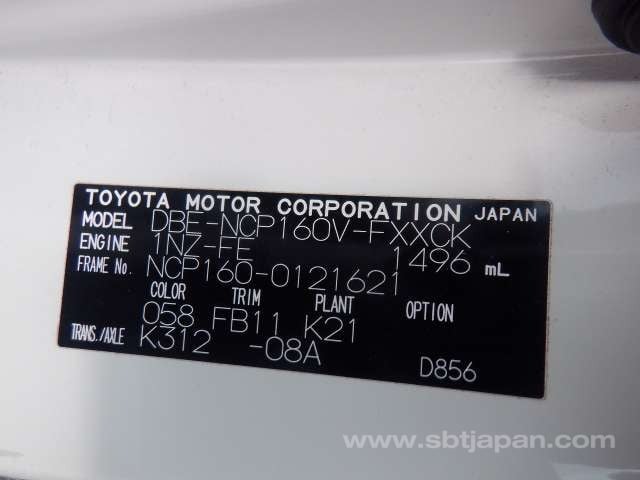 TOYOTA MOTOR CORPORATION JAPAN
MODEL DBE-NCP160V-FXXCK
ENGINE 1NZ-FE 1496 mL
FRAME No. NCP160-0121621
COLOR TRIM PLANT OPTION
058 FB11 K21
TRANS./AXLE K312 -08A
D856
www.sbtjapan.com